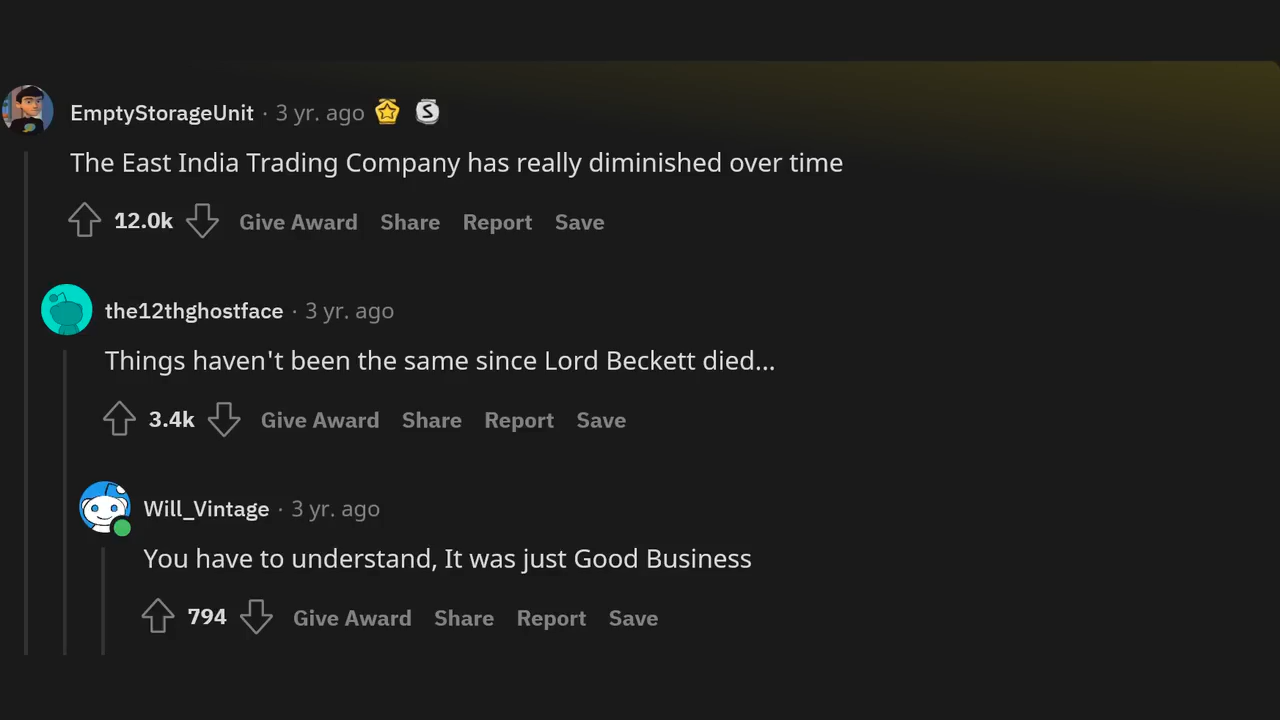 EmptyStorageUnit · 3 yr. ago S
The East India Trading Company has really diminished over time
12.0k Give Award Share Report Save
the12thghostface · 3 yr. ago
Things haven't been the same since Lord Beckett died...
3.4k Give Award Share Report Save
Will_Vintage · 3 yr. ago
You have to understand, It was just Good Business
794 Give Award Share Report Save